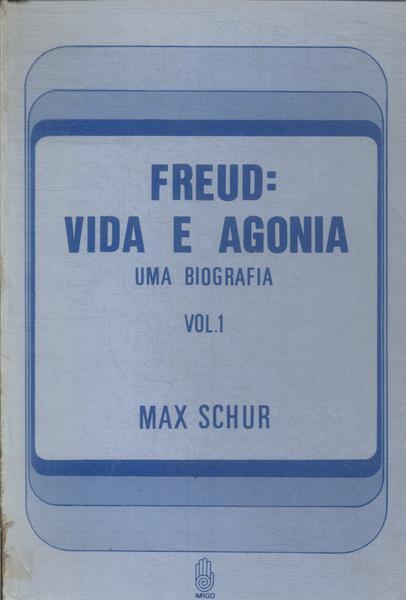 FREUD:
VIDA E AGONIA
UMA BIOGRAFIA
VOL.1
MAX SCHUR
IMAGO